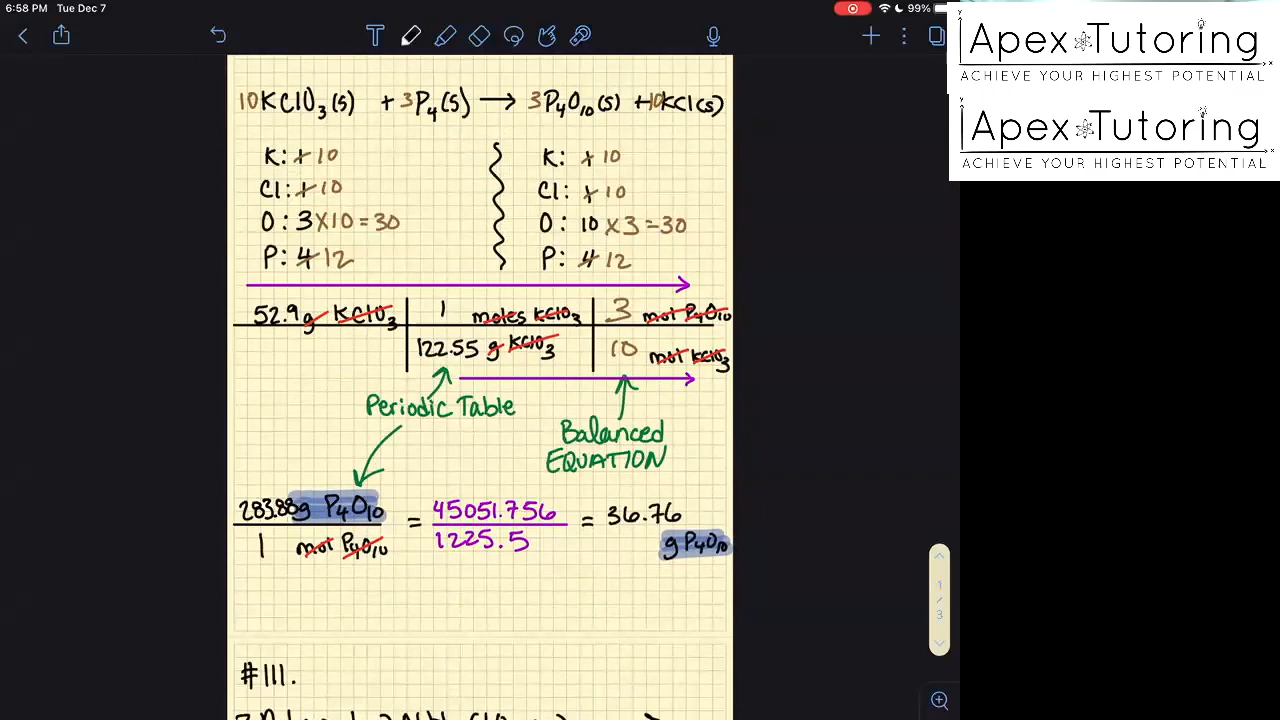 6:58 PM Tue Dec 7
99%
Apex Tutoring
ACHIEVE YOUR HIGHEST POTENTIAL
Apex Tutoring
ACHIEVE YOUR HIGHEST POTENTIAL
10KClO₃(s) + 3P₄(s) → 3P₄O₁₀(s) + 10KCl(s)
K: 1 10
K: 1 10
Cl: 1 10
Cl: 1 10
O: 3 x10 = 30
O: 10 x 3 = 30
P: 4 12
P: 4 12
52.9g KClO₃ 1 moles KClO₃ 3 mol P₄O₁₀
122.55 g KClO₃ 10 mol KClO₃
Periodic Table
Balanced
EQUATION
283.88g P₄O₁₀ = 45051.756 = 36.76
1 mol P₄O₁₀ 1225.5 g P₄O₁₀
1
/
3
#111.